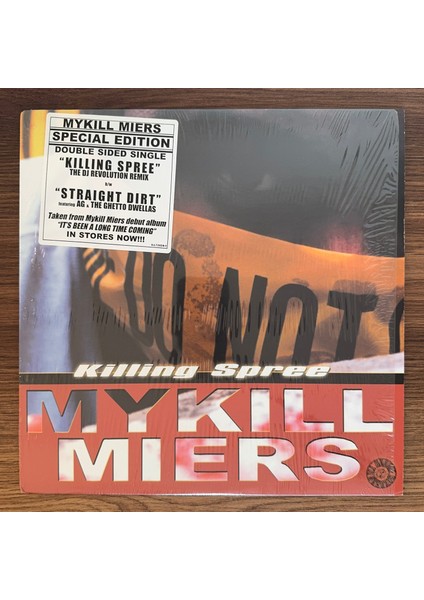 MYKILL MIERS
SPECIAL EDITION
DOUBLE SIDED SINGLE
"KILLING SPREE"
THE DJ REVOLUTION REMIX
b/w
"STRAIGHT DIRT"
featuring AG & THE GHETTO DWELLAS
Taken from Mykill Miers debut album
"IT'S BEEN A LONG TIME COMING"
IN STORES NOW!!!
DO NOT
Killing Spree
MYKILL
MIERS